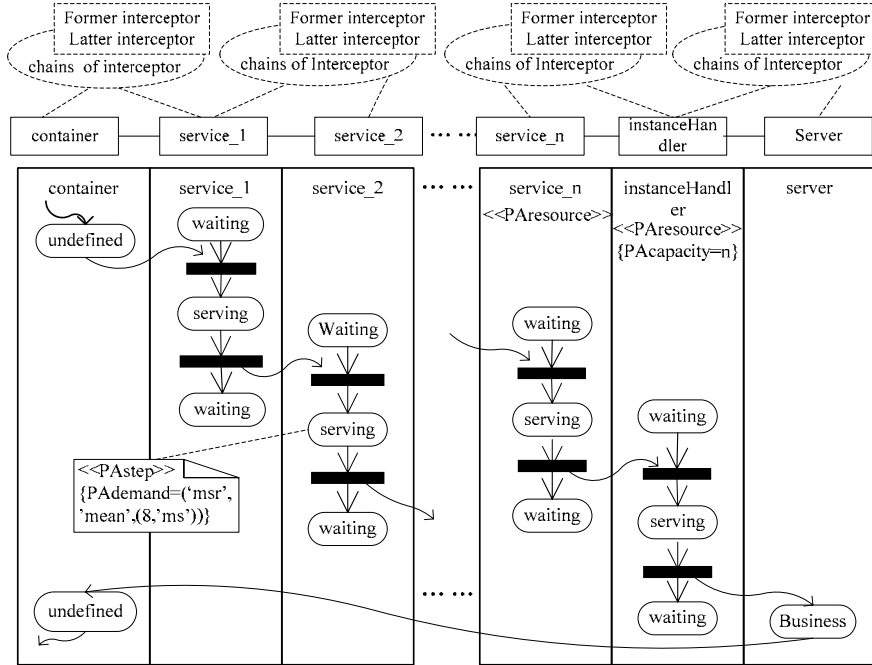 Former interceptor
Latter interceptor
chains of interceptor
Former interceptor
Latter interceptor
chains of Interceptor
Former interceptor
Latter interceptor
chains of Interceptor
Former interceptor
Latter interceptor
chains of Interceptor
container
service_1
service_2
... ...
service_n
instanceHan
dler
Server
container
service_1
service_2
... ...
service_n
<<PAresource>>
instanceHandl
er
<<PAresource>>
{PAcapacity=n}
server
undefined
waiting
serving
waiting
Waiting
serving
waiting
<<PAstep>>
{PAdemand=(‘msr’,
’mean’,(8,’ms’))}
waiting
serving
waiting
waiting
serving
waiting
... ...
undefined
Business